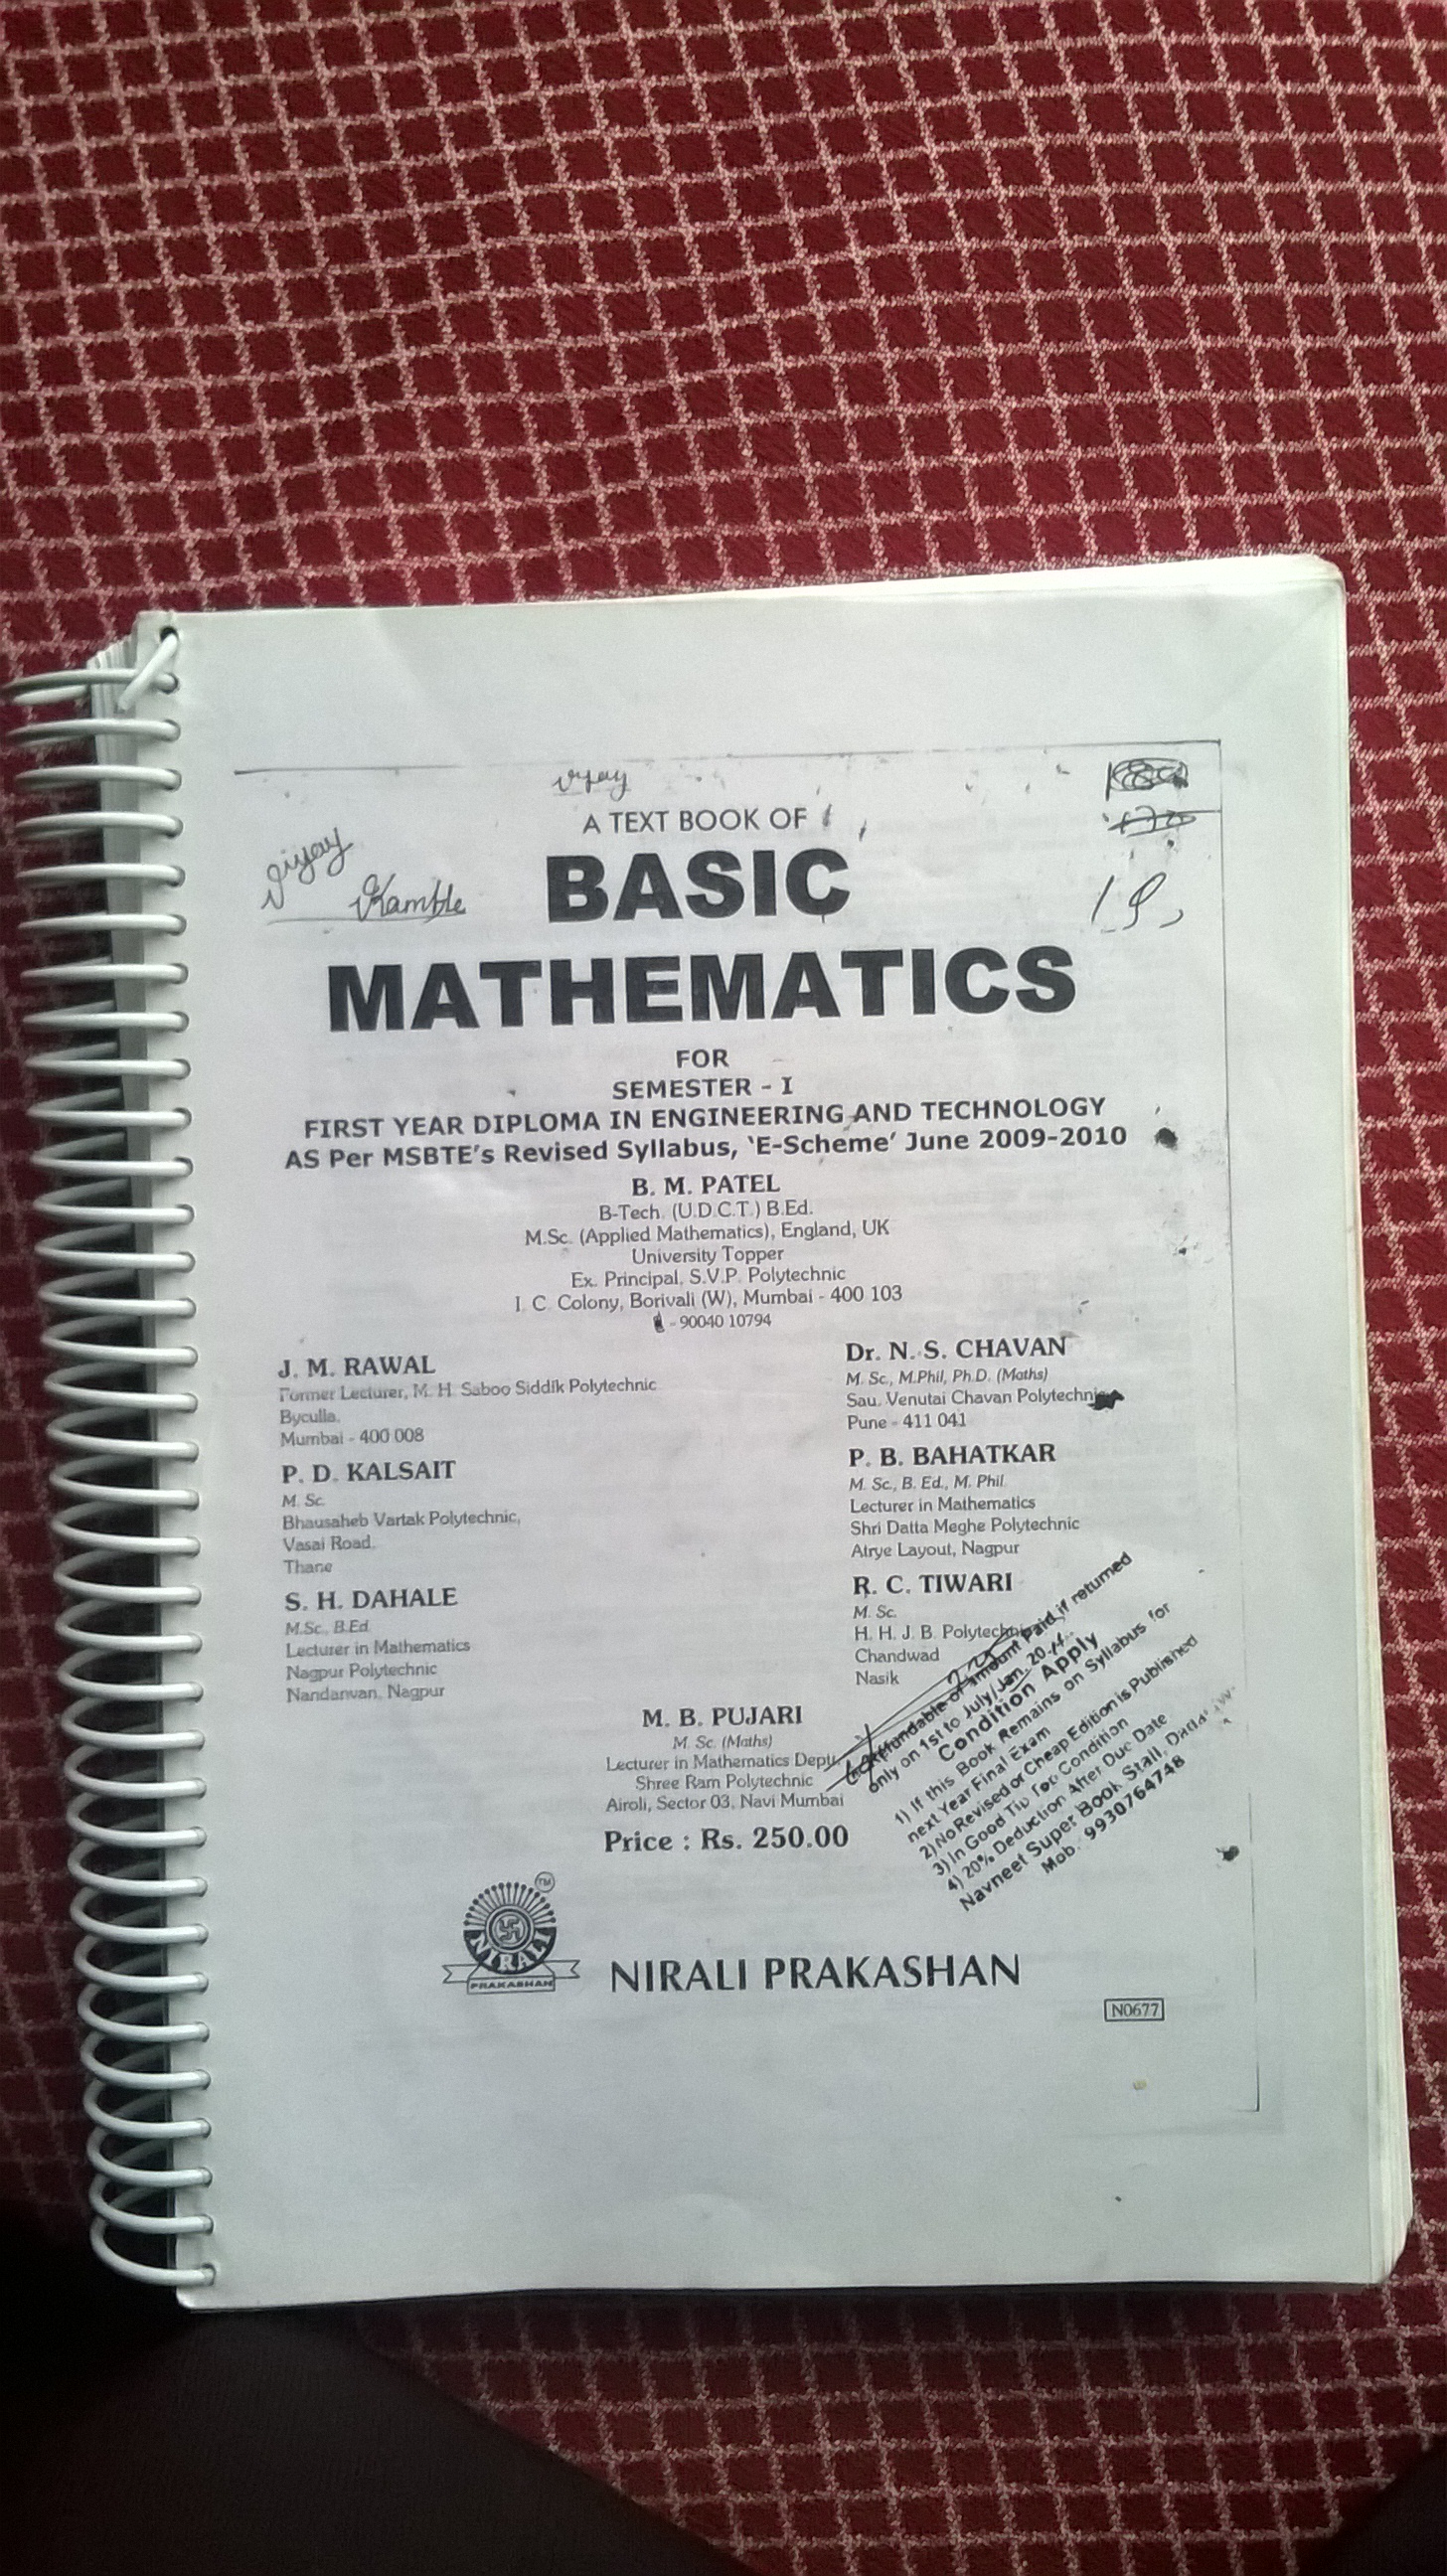 vijay
A TEXT BOOK OF
vijay
Kamble
BASIC
MATHEMATICS
FOR
SEMESTER - I
FIRST YEAR DIPLOMA IN ENGINEERING AND TECHNOLOGY
AS Per MSBTE's Revised Syllabus, 'E-Scheme' June 2009-2010
B. M. PATEL
B-Tech. (U.D.C.T.) B.Ed.
M.Sc. (Applied Mathematics), England, UK
University Topper
Ex. Principal, S.V.P. Polytechnic
I. C. Colony, Borivali (W), Mumbai - 400 103
- 90040 10794
J. M. RAWAL
Former Lecturer, M. H. Saboo Siddik Polytechnic
Byculla,
Mumbai - 400 008
P. D. KALSAIT
M. Sc.
Bhausaheb Vartak Polytechnic,
Vasai Road,
Thane
S. H. DAHALE
M.Sc., B.Ed.
Lecturer in Mathematics
Nagpur Polytechnic
Nandanvan, Nagpur
Dr. N. S. CHAVAN
M. Sc., M.Phil, Ph.D. (Maths)
Sau. Venutai Chavan Polytechnic
Pune - 411 041
P. B. BAHATKAR
M. Sc., B. Ed., M. Phil.
Lecturer in Mathematics
Shri Datta Meghe Polytechnic
Atrye Layout, Nagpur
R. C. TIWARI
M. Sc.
H. H. J. B. Polytechnic
Chandwad
Nasik
M. B. PUJARI
M. Sc. (Maths)
Lecturer in Mathematics Deptt.
Shree Ram Polytechnic
Airoli, Sector 03, Navi Mumbai
Price : Rs. 250.00
Refundable of amount Paid if returned
only on 1st to July/Jan. 20
Condition Apply
1) If this Book Remains on Syllabus for
next Year Final Exam
2) No Revised or Cheap Edition is Published
3) In Good Tip Top Condition
4) 20% Deduction After Due Date
Navneet Super Book Stall,
Mob. 9930764748
TM
NIRALI
PRAKASHAN
NIRALI PRAKASHAN
N0677